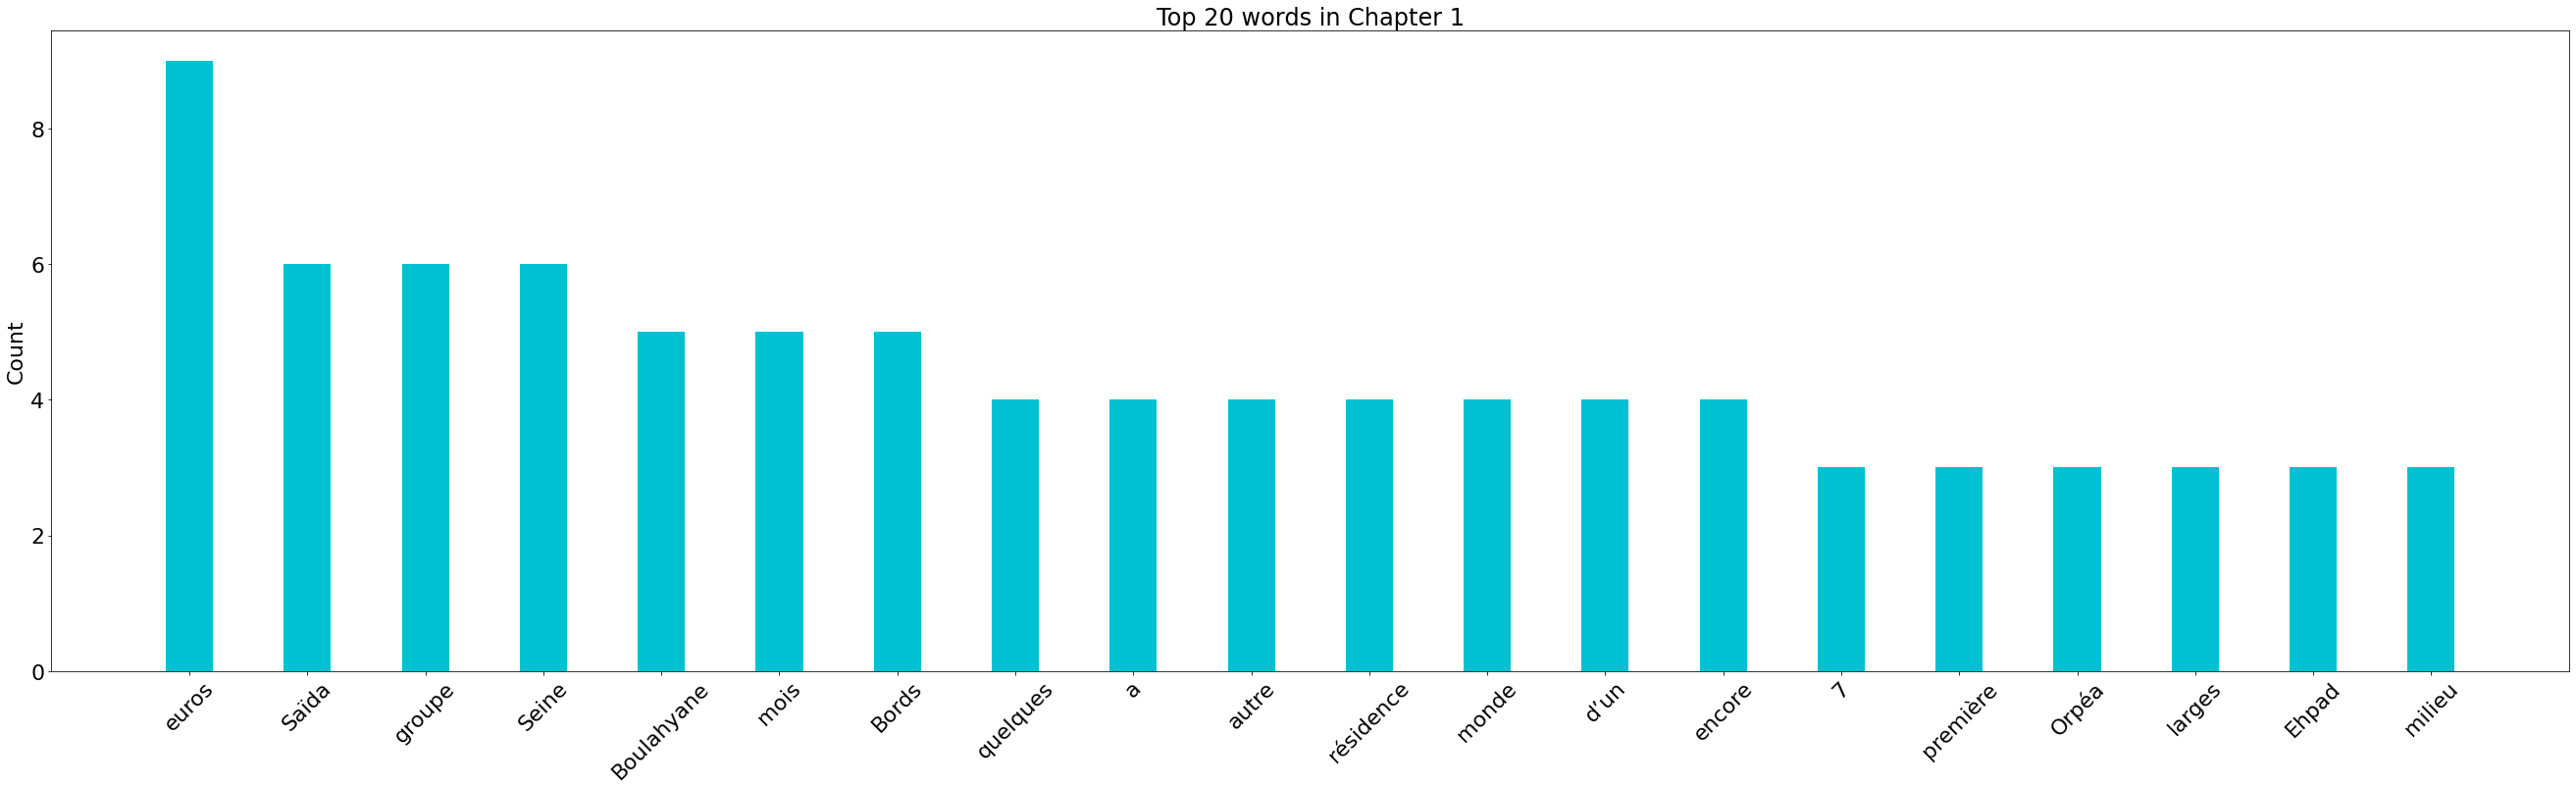 Top 20 words in Chapter 1
Count
8
6
4
2
0
euros Saïda groupe Seine Boulahyane mois Bords quelques a autre résidence monde d’un encore 7 première Orpéa larges Ehpad milieu